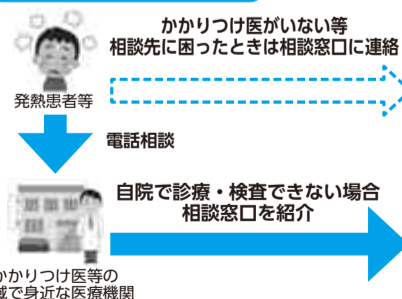 かかりつけ医がいない等
相談先に困ったときは相談窓口に連絡
発熱患者等
電話相談
自院で診療・検査できない場合
相談窓口を紹介
かかりつけ医等の
域で身近な医療機関